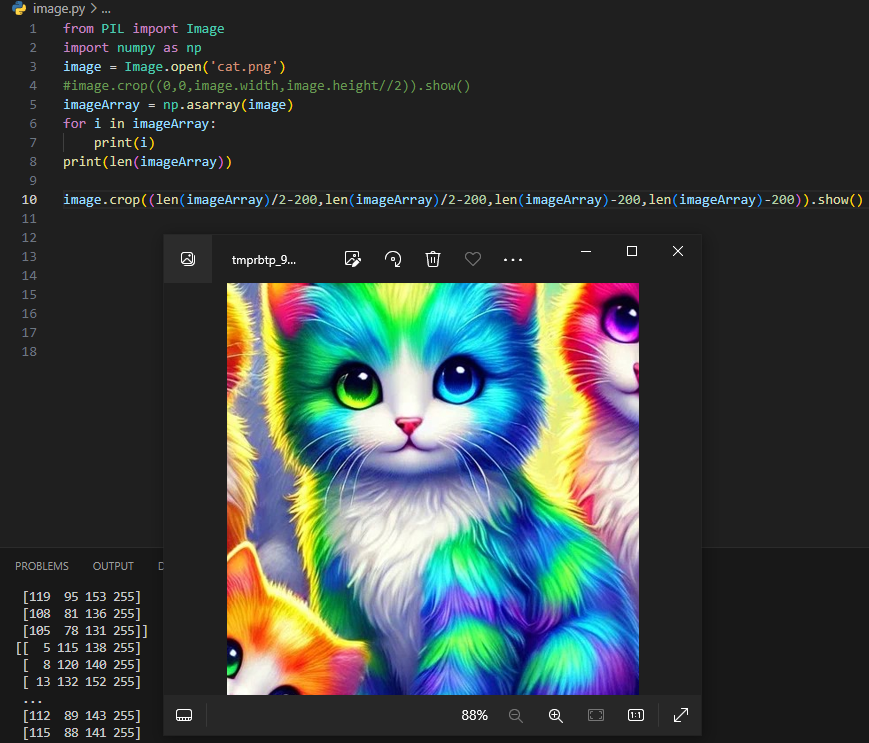 image.py > ...
1 from PIL import Image
2 import numpy as np
3 image = Image.open('cat.png')
4 #image.crop((0,0,image.width,image.height//2)).show()
5 imageArray = np.asarray(image)
6 for i in imageArray:
7     print(i)
8 print(len(imageArray))
9
10 image.crop((len(imageArray)/2-200,len(imageArray)/2-200,len(imageArray)-200,len(imageArray)-200)).show()
11
12
13
14
15
16
17
18
tmprbtp_9...
PROBLEMS OUTPUT D
[119  95 153 255]
[108  81 136 255]
[105  78 131 255]]
[[  5 115 138 255]
[  8 120 140 255]
[ 13 132 152 255]
...
[112  89 143 255]
[115  88 141 255]
88% 1:1